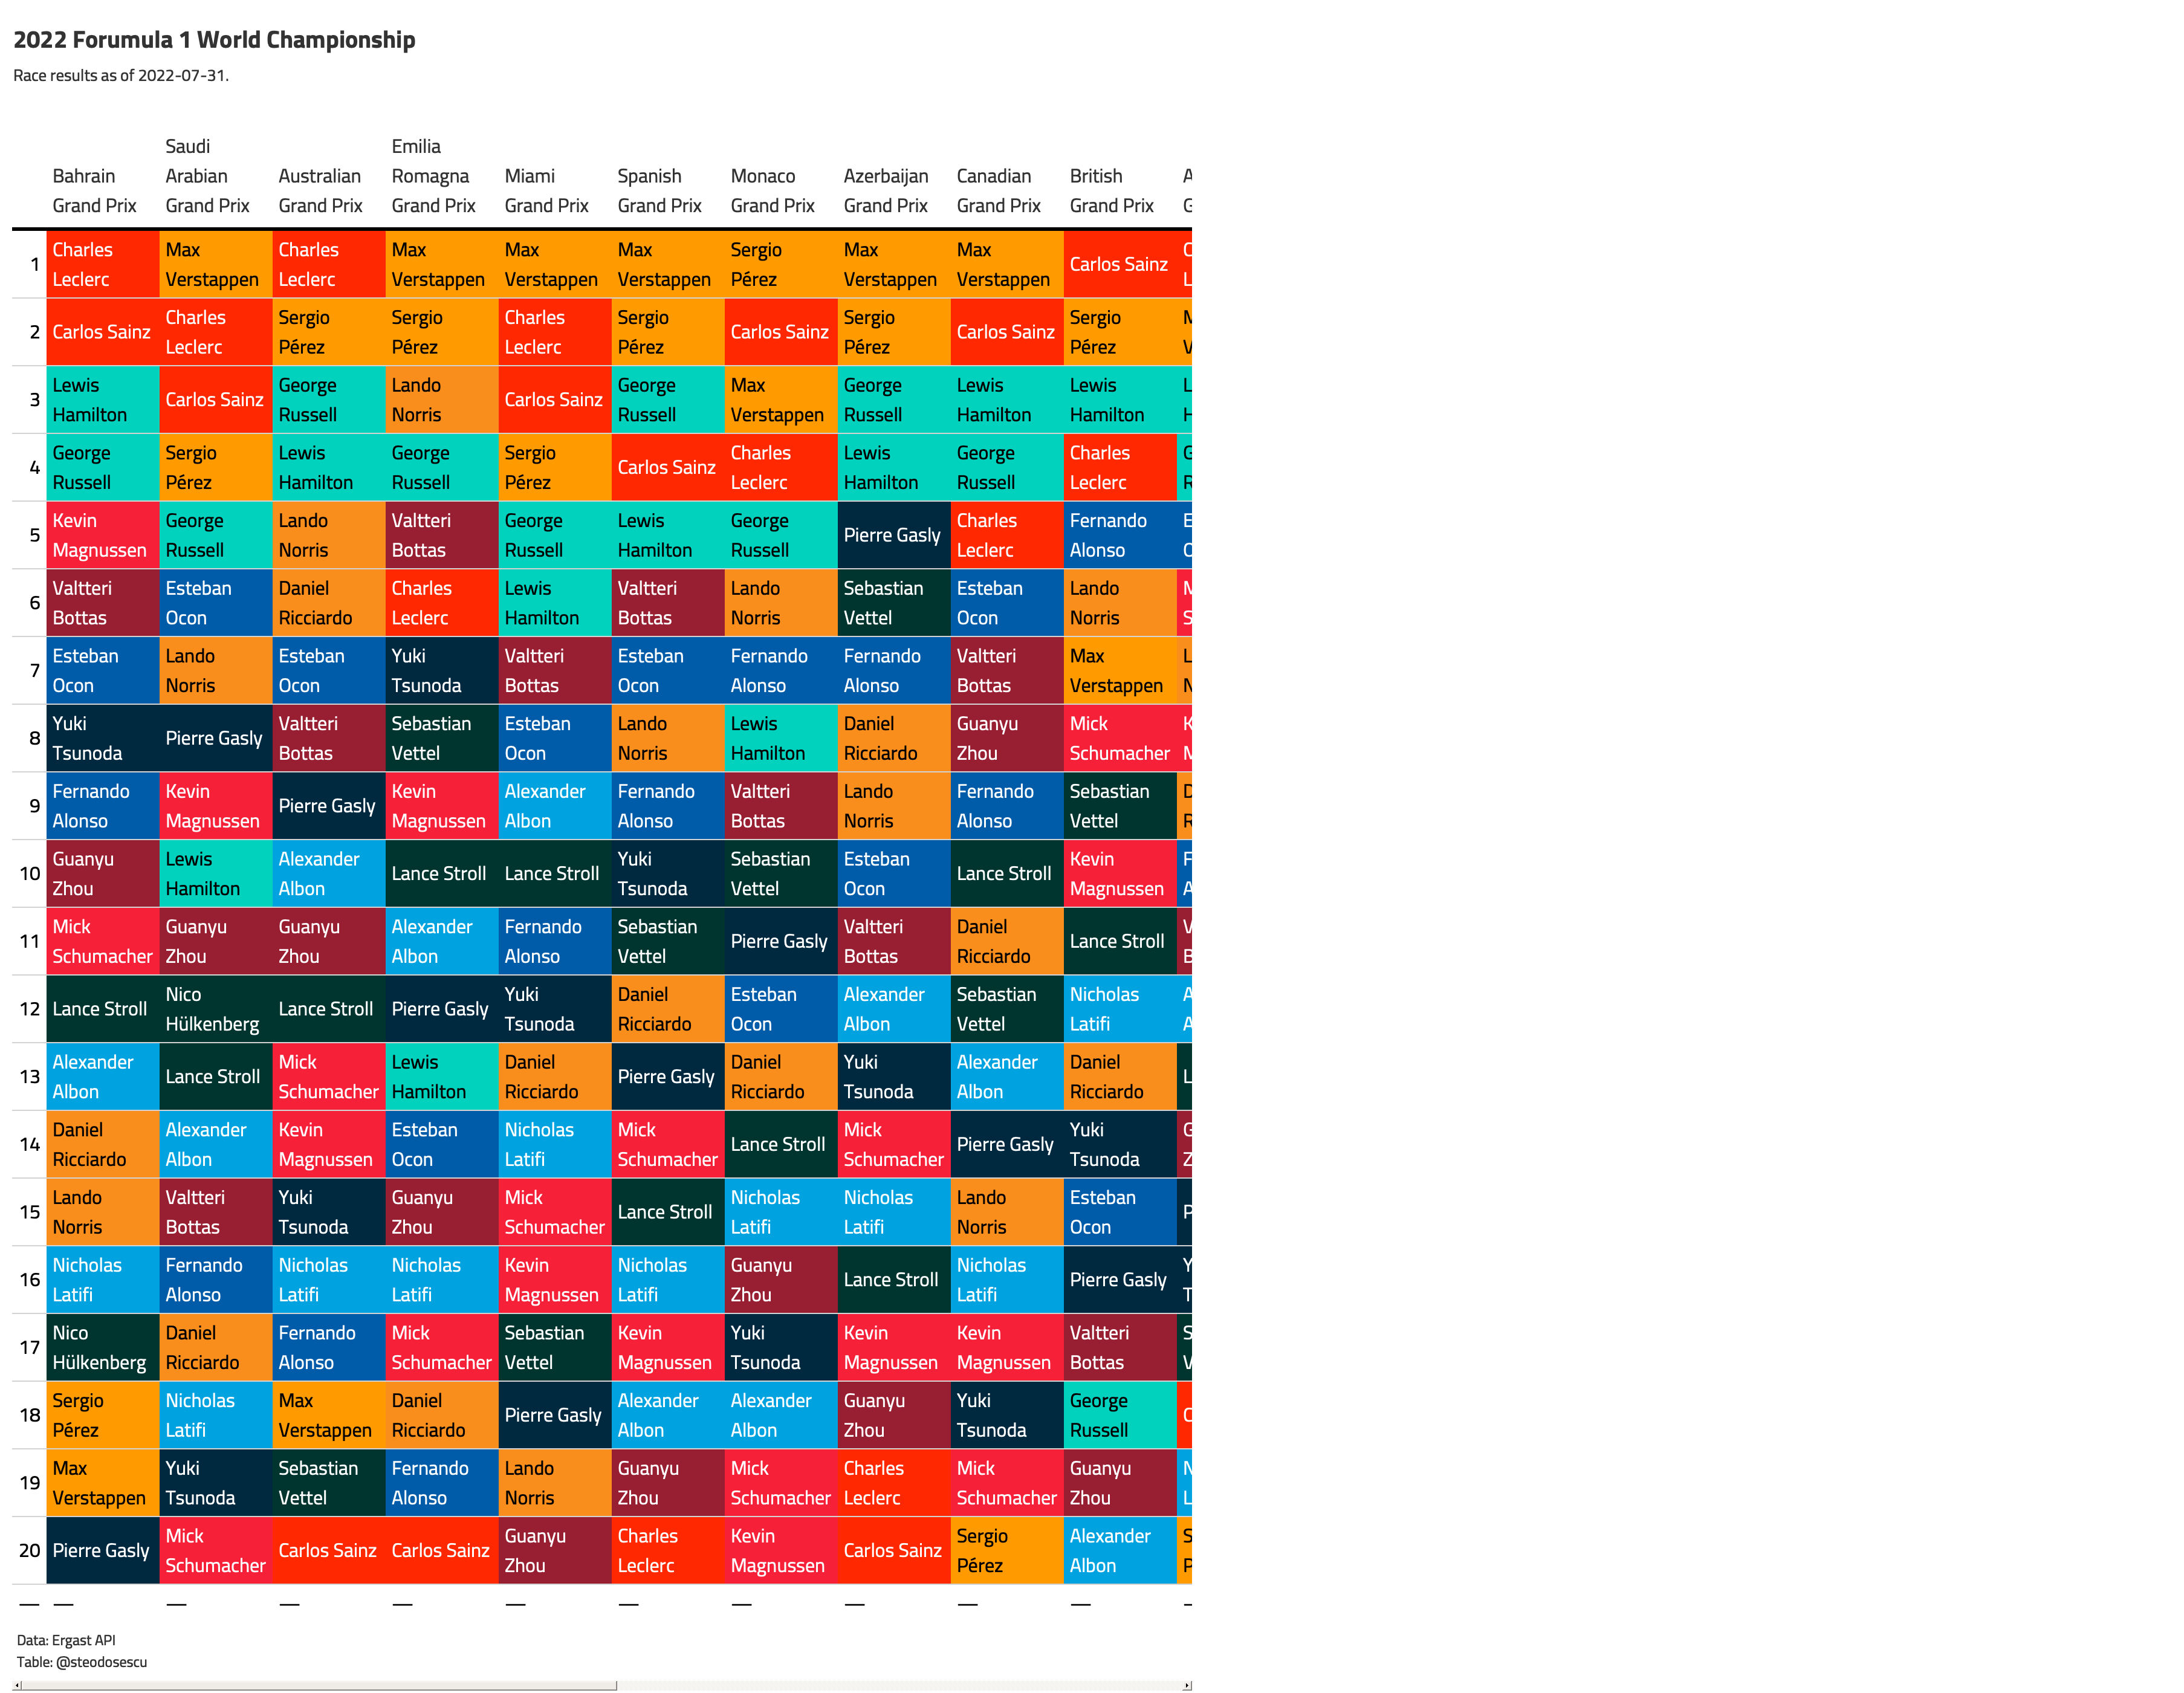 2022 Forumula 1 World Championship
Race results as of 2022-07-31.
Bahrain Grand Prix Saudi Arabian Grand Prix Australian Grand Prix Emilia Romagna Grand Prix Miami Grand Prix Spanish Grand Prix Monaco Grand Prix Azerbaijan Grand Prix Canadian Grand Prix British Grand Prix
1 Charles Leclerc Max Verstappen Charles Leclerc Max Verstappen Max Verstappen Max Verstappen Sergio Pérez Max Verstappen Max Verstappen Carlos Sainz
2 Carlos Sainz Charles Leclerc Sergio Pérez Sergio Pérez Charles Leclerc Sergio Pérez Carlos Sainz Sergio Pérez Carlos Sainz Sergio Pérez
3 Lewis Hamilton Carlos Sainz George Russell Lando Norris Carlos Sainz George Russell Max Verstappen George Russell Lewis Hamilton Lewis Hamilton
4 George Russell Sergio Pérez Lewis Hamilton George Russell Sergio Pérez Carlos Sainz Charles Leclerc Lewis Hamilton George Russell Charles Leclerc
5 Kevin Magnussen George Russell Lando Norris Valtteri Bottas George Russell Lewis Hamilton George Russell Pierre Gasly Charles Leclerc Fernando Alonso
6 Valtteri Bottas Esteban Ocon Daniel Ricciardo Charles Leclerc Lewis Hamilton Valtteri Bottas Lando Norris Sebastian Vettel Esteban Ocon Lando Norris
7 Esteban Ocon Lando Norris Esteban Ocon Yuki Tsunoda Valtteri Bottas Esteban Ocon Fernando Alonso Fernando Alonso Valtteri Bottas Max Verstappen
8 Yuki Tsunoda Pierre Gasly Valtteri Bottas Sebastian Vettel Esteban Ocon Lando Norris Lewis Hamilton Daniel Ricciardo Guanyu Zhou Mick Schumacher
9 Fernando Alonso Kevin Magnussen Pierre Gasly Kevin Magnussen Alexander Albon Fernando Alonso Valtteri Bottas Lando Norris Fernando Alonso Sebastian Vettel
10 Guanyu Zhou Lewis Hamilton Alexander Albon Lance Stroll Lance Stroll Yuki Tsunoda Sebastian Vettel Esteban Ocon Lance Stroll Kevin Magnussen
11 Mick Schumacher Guanyu Zhou Guanyu Zhou Alexander Albon Fernando Alonso Sebastian Vettel Pierre Gasly Valtteri Bottas Daniel Ricciardo Lance Stroll
12 Lance Stroll Nico Hülkenberg Lance Stroll Pierre Gasly Yuki Tsunoda Daniel Ricciardo Esteban Ocon Alexander Albon Sebastian Vettel Nicholas Latifi
13 Alexander Albon Lance Stroll Mick Schumacher Lewis Hamilton Daniel Ricciardo Pierre Gasly Daniel Ricciardo Yuki Tsunoda Alexander Albon Daniel Ricciardo
14 Daniel Ricciardo Alexander Albon Kevin Magnussen Esteban Ocon Nicholas Latifi Mick Schumacher Lance Stroll Mick Schumacher Pierre Gasly Yuki Tsunoda
15 Lando Norris Valtteri Bottas Yuki Tsunoda Guanyu Zhou Mick Schumacher Lance Stroll Nicholas Latifi Nicholas Latifi Lando Norris Esteban Ocon
16 Nicholas Latifi Fernando Alonso Nicholas Latifi Nicholas Latifi Kevin Magnussen Nicholas Latifi Guanyu Zhou Lance Stroll Nicholas Latifi Pierre Gasly
17 Nico Hülkenberg Daniel Ricciardo Fernando Alonso Mick Schumacher Sebastian Vettel Kevin Magnussen Yuki Tsunoda Kevin Magnussen Kevin Magnussen Valtteri Bottas
18 Sergio Pérez Nicholas Latifi Max Verstappen Daniel Ricciardo Pierre Gasly Alexander Albon Alexander Albon Guanyu Zhou Yuki Tsunoda George Russell
19 Max Verstappen Yuki Tsunoda Sebastian Vettel Fernando Alonso Lando Norris Guanyu Zhou Mick Schumacher Charles Leclerc Mick Schumacher Guanyu Zhou
20 Pierre Gasly Mick Schumacher Carlos Sainz Carlos Sainz Guanyu Zhou Charles Leclerc Kevin Magnussen Carlos Sainz Sergio Pérez Alexander Albon
— — — — — — — — — — —
Data: Ergast API
Table: @steodosescu